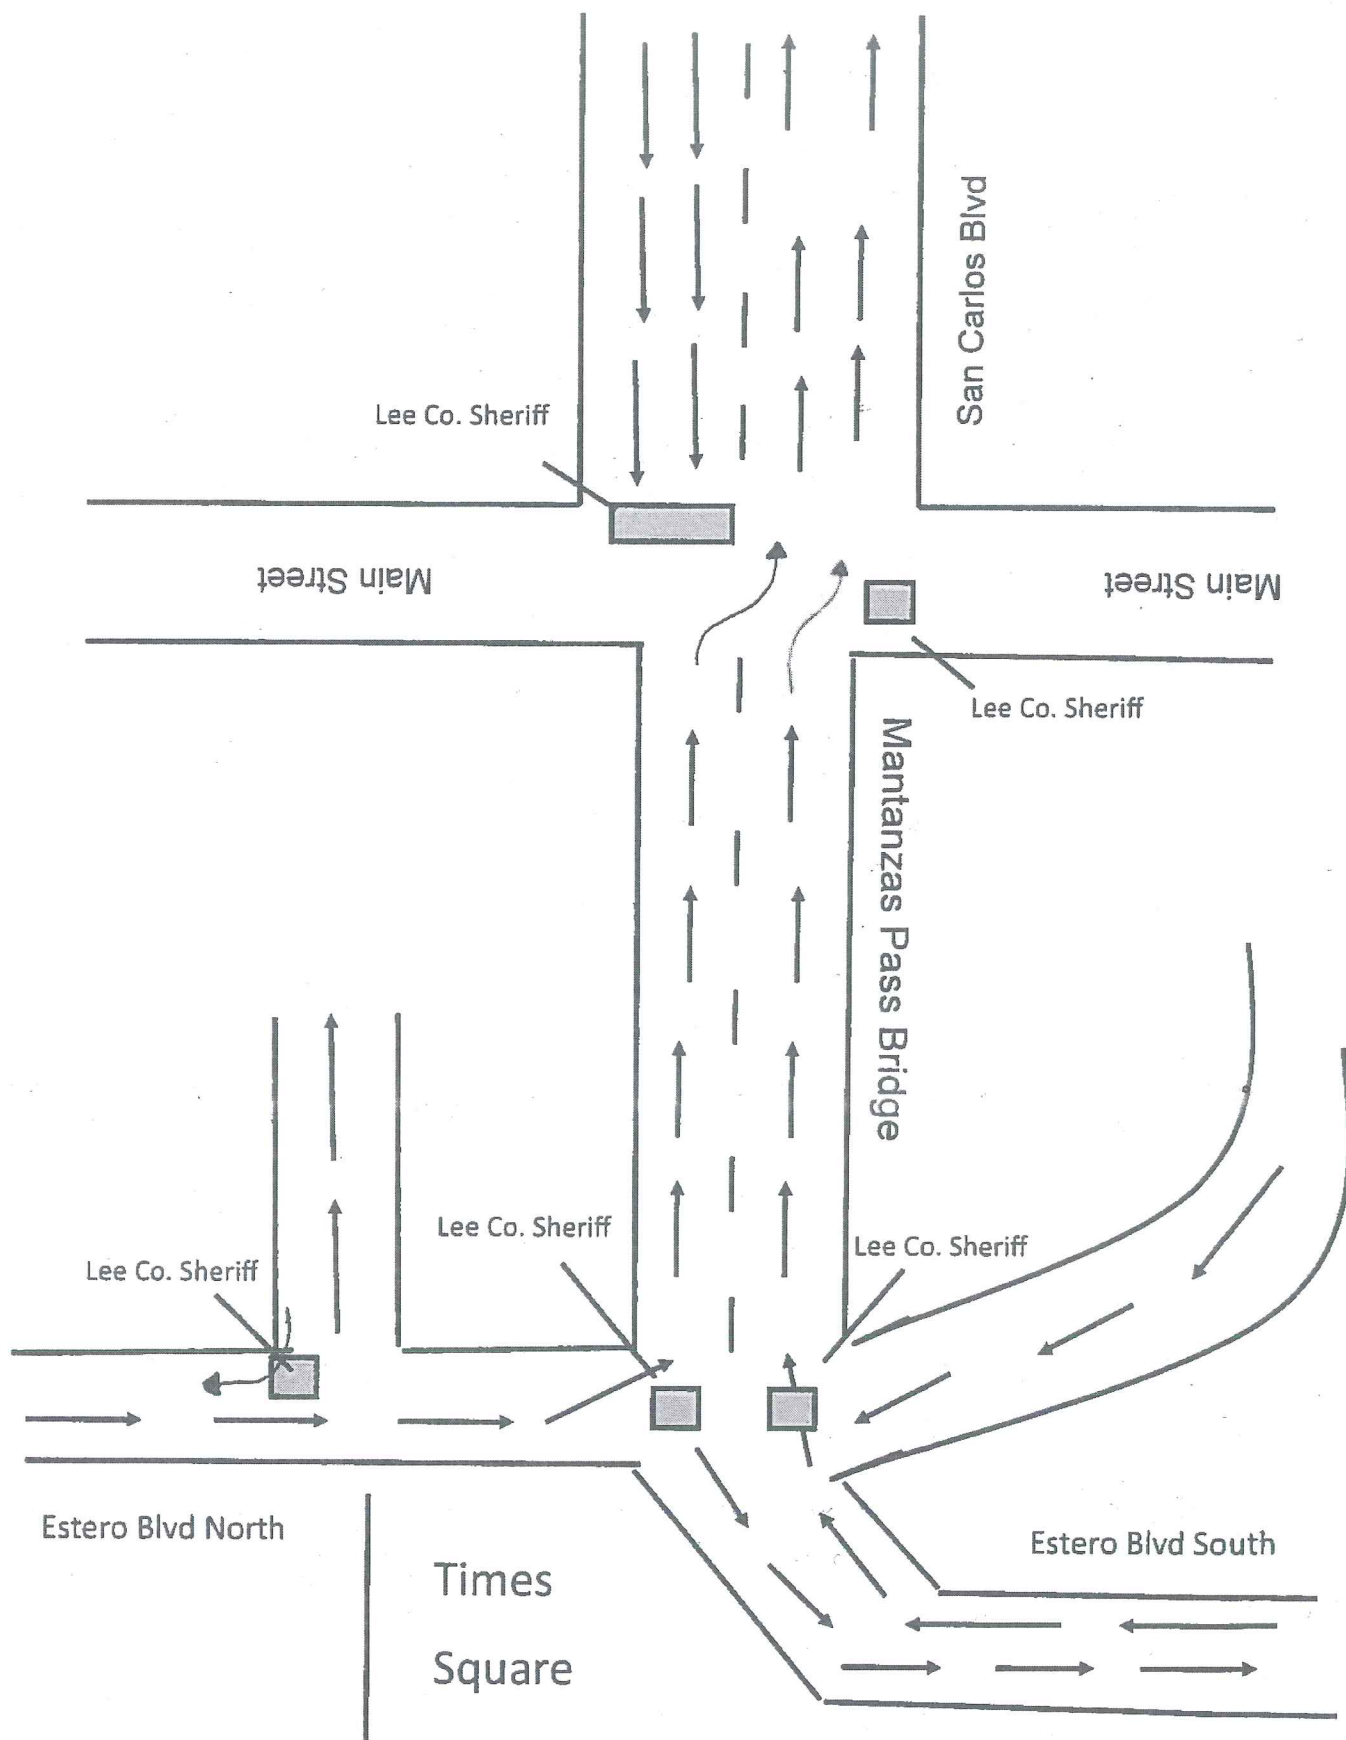 San Carlos Blvd
Lee Co. Sheriff
Main Street
Main Street
Lee Co. Sheriff
Mantanzas Pass Bridge
Lee Co. Sheriff
Lee Co. Sheriff
Lee Co. Sheriff
Estero Blvd North
Estero Blvd South
Times
Square